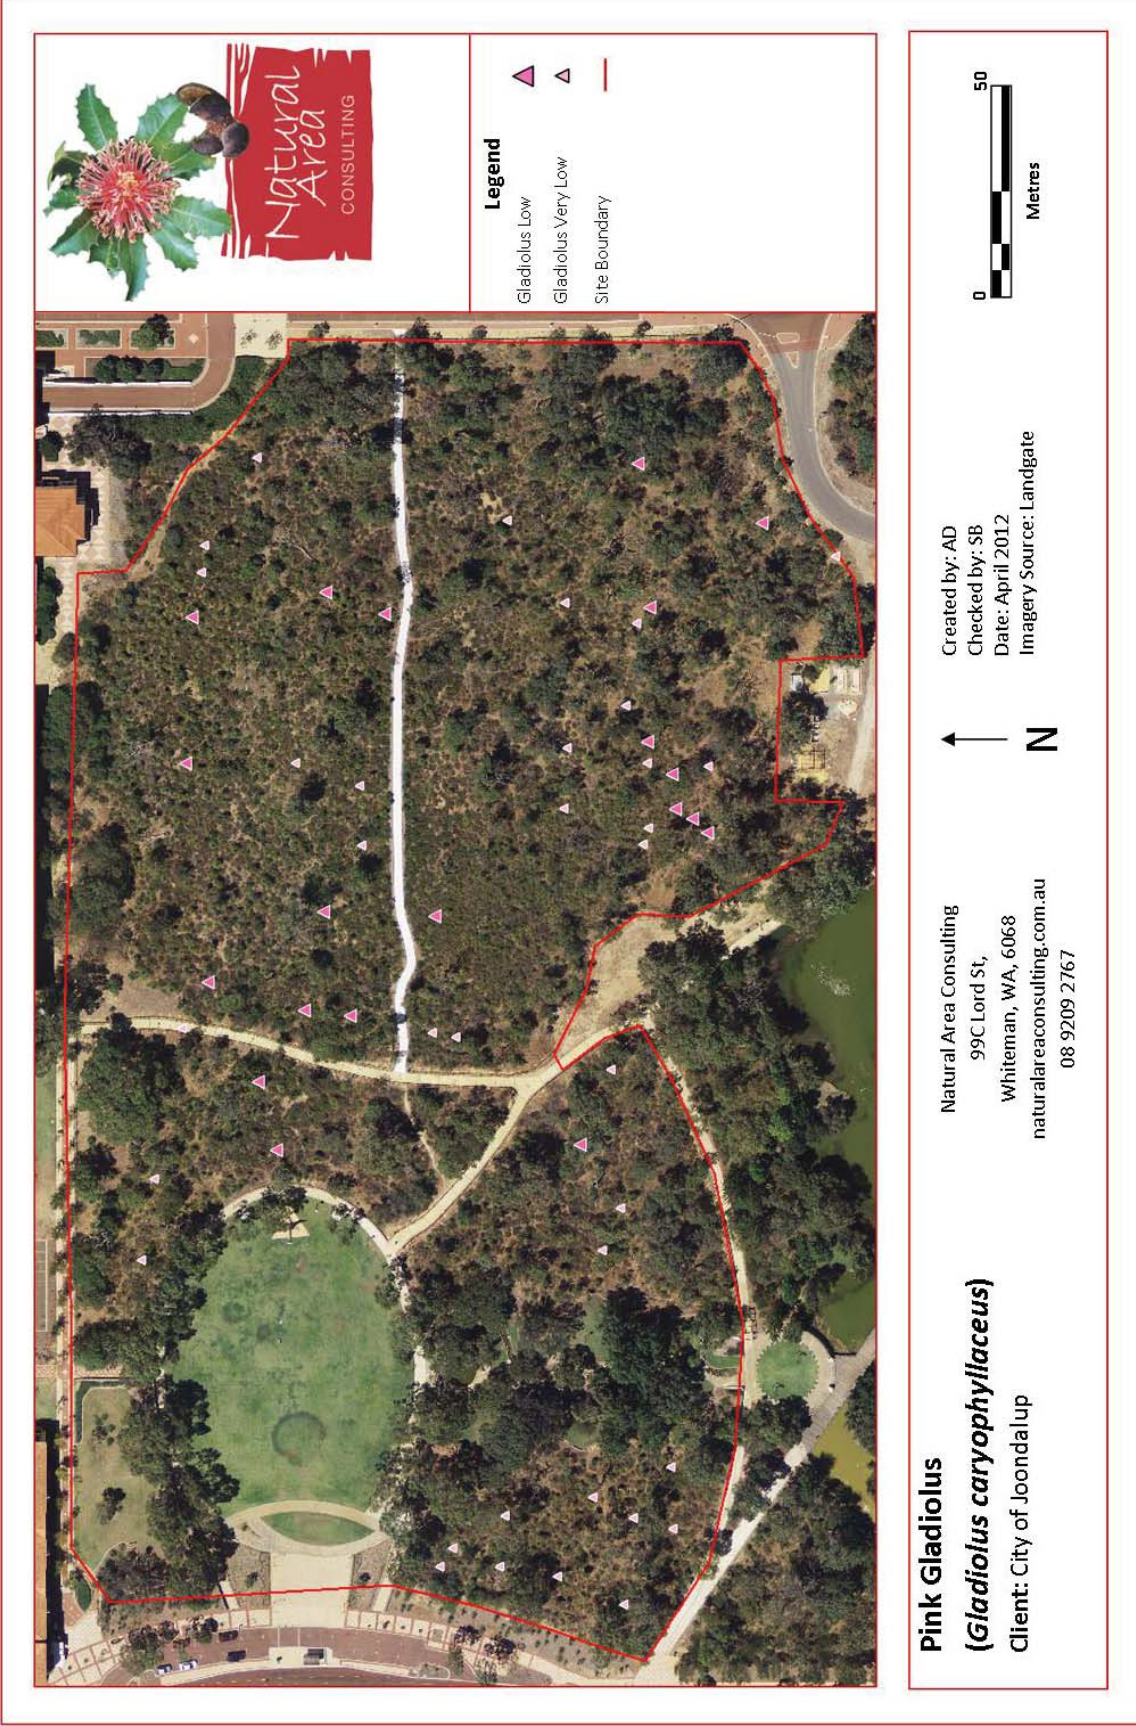 Natural
Area
CONSULTING
Legend
Gladiolus Low
Gladiolus Very Low
Site Boundary
Pink Gladiolus
(Gladiolus caryophyllaceus)
Client: City of Joondalup
Natural Area Consulting
99C Lord St,
Whiteman, WA, 6068
naturalareaconsulting.com.au
08 9209 2767
N
Created by: AD
Checked by: SB
Date: April 2012
Imagery Source: Landgate
0 50
Metres